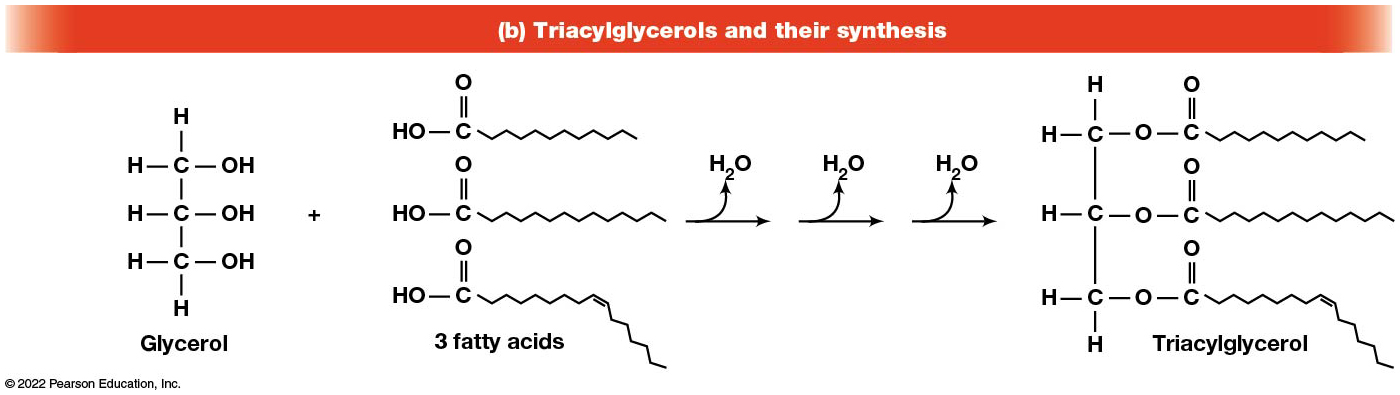 (b) Triacylglycerols and their synthesis
H
H—C—OH
H—C—OH
H—C—OH
H
Glycerol
+
O
HO—C
O
HO—C
O
HO—C
3 fatty acids
H₂O
H₂O
H₂O
H
O
H—C—O—C
O
H—C—O—C
O
H—C—O—C
H
Triacylglycerol
© 2022 Pearson Education, Inc.